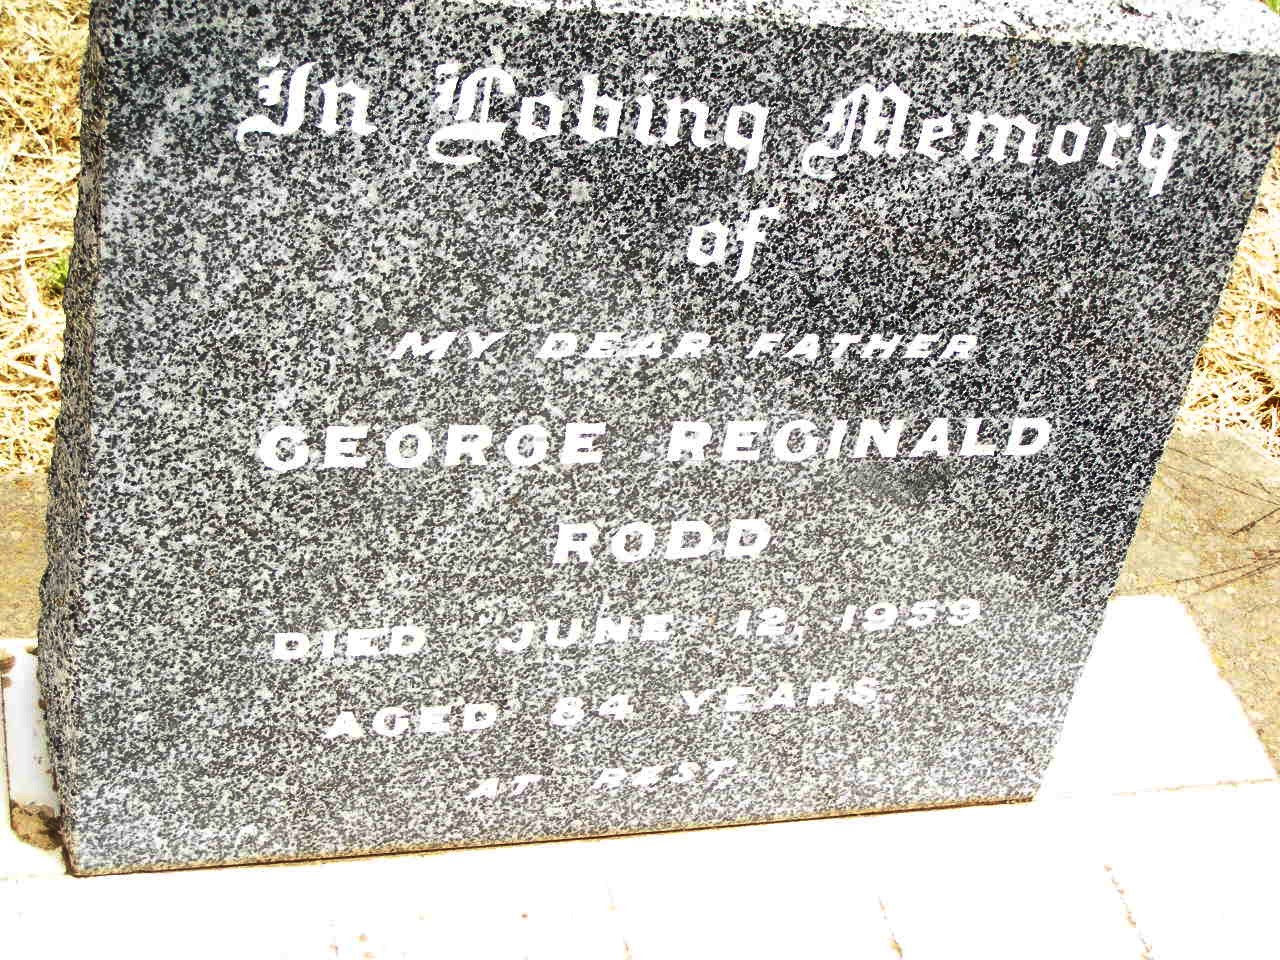 In Loving Memory
of
MY DEAR FATHER
GEORGE REGINALD
RODD
DIED JUNE 12, 1959
AGED 84 YEARS
AT REST